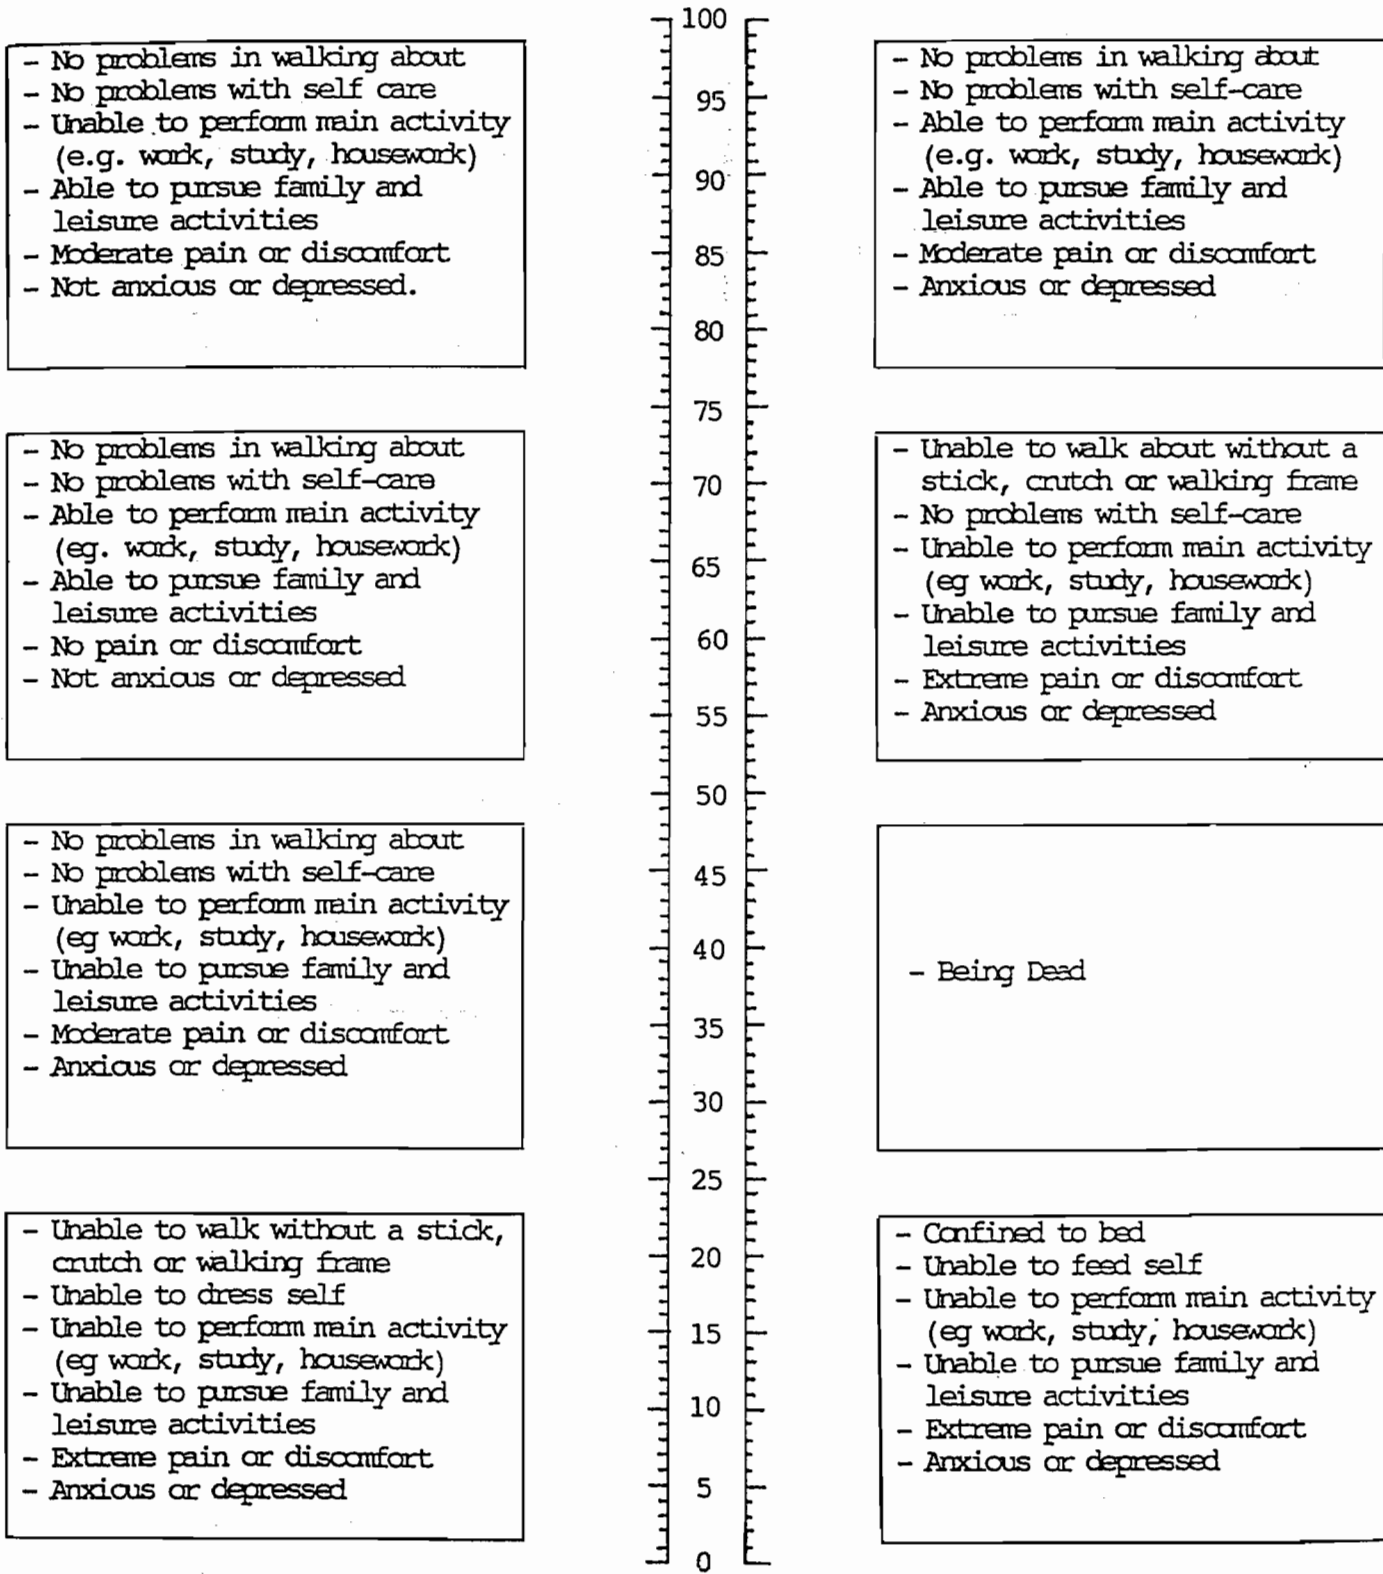 - No problems in walking about
- No problems with self care
- Unable to perform main activity
(e.g. work, study, housework)
- Able to pursue family and
leisure activities
- Moderate pain or discomfort
- Not anxious or depressed.
- No problems in walking about
- No problems with self-care
- Able to perform main activity
(eg. work, study, housework)
- Able to pursue family and
leisure activities
- No pain or discomfort
- Not anxious or depressed
- No problems in walking about
- No problems with self-care
- Unable to perform main activity
(eg work, study, housework)
- Unable to pursue family and
leisure activities
- Moderate pain or discomfort
- Anxious or depressed
- Unable to walk without a stick,
crutch or walking frame
- Unable to dress self
- Unable to perform main activity
(eg work, study, housework)
- Unable to pursue family and
leisure activities
- Extreme pain or discomfort
- Anxious or depressed
100
95
90
85
80
75
70
65
60
55
50
45
40
35
30
25
20
15
10
5
0
- No problems in walking about
- No problems with self-care
- Able to perform main activity
(e.g. work, study, housework)
- Able to pursue family and
leisure activities
- Moderate pain or discomfort
- Anxious or depressed
- Unable to walk about without a
stick, crutch or walking frame
- No problems with self-care
- Unable to perform main activity
(eg work, study, housework)
- Unable to pursue family and
leisure activities
- Extreme pain or discomfort
- Anxious or depressed
- Being Dead
- Confined to bed
- Unable to feed self
- Unable to perform main activity
(eg work, study, housework)
- Unable to pursue family and
leisure activities
- Extreme pain or discomfort
- Anxious or depressed